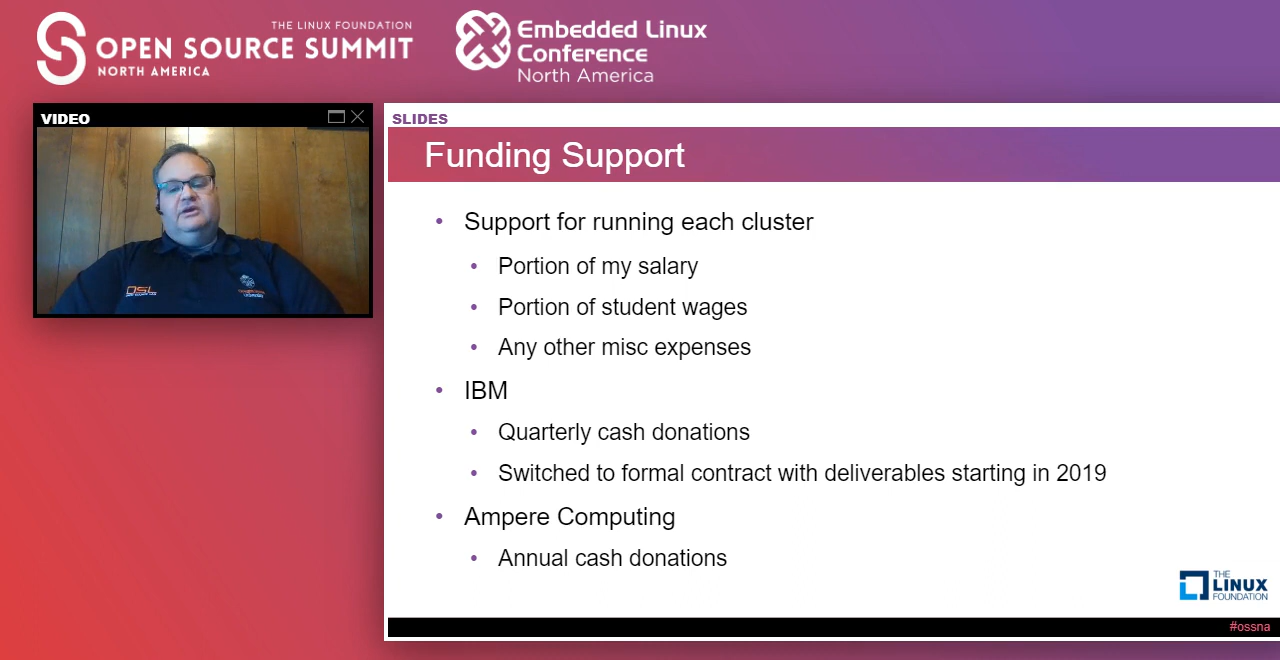 THE LINUX FOUNDATION
OPEN SOURCE SUMMIT
NORTH AMERICA
Embedded Linux
Conference
North America
VIDEO
OSL
SLIDES
Funding Support
• Support for running each cluster
• Portion of my salary
• Portion of student wages
• Any other misc expenses
• IBM
• Quarterly cash donations
• Switched to formal contract with deliverables starting in 2019
• Ampere Computing
• Annual cash donations
THE
LINUX
FOUNDATION
#ossna